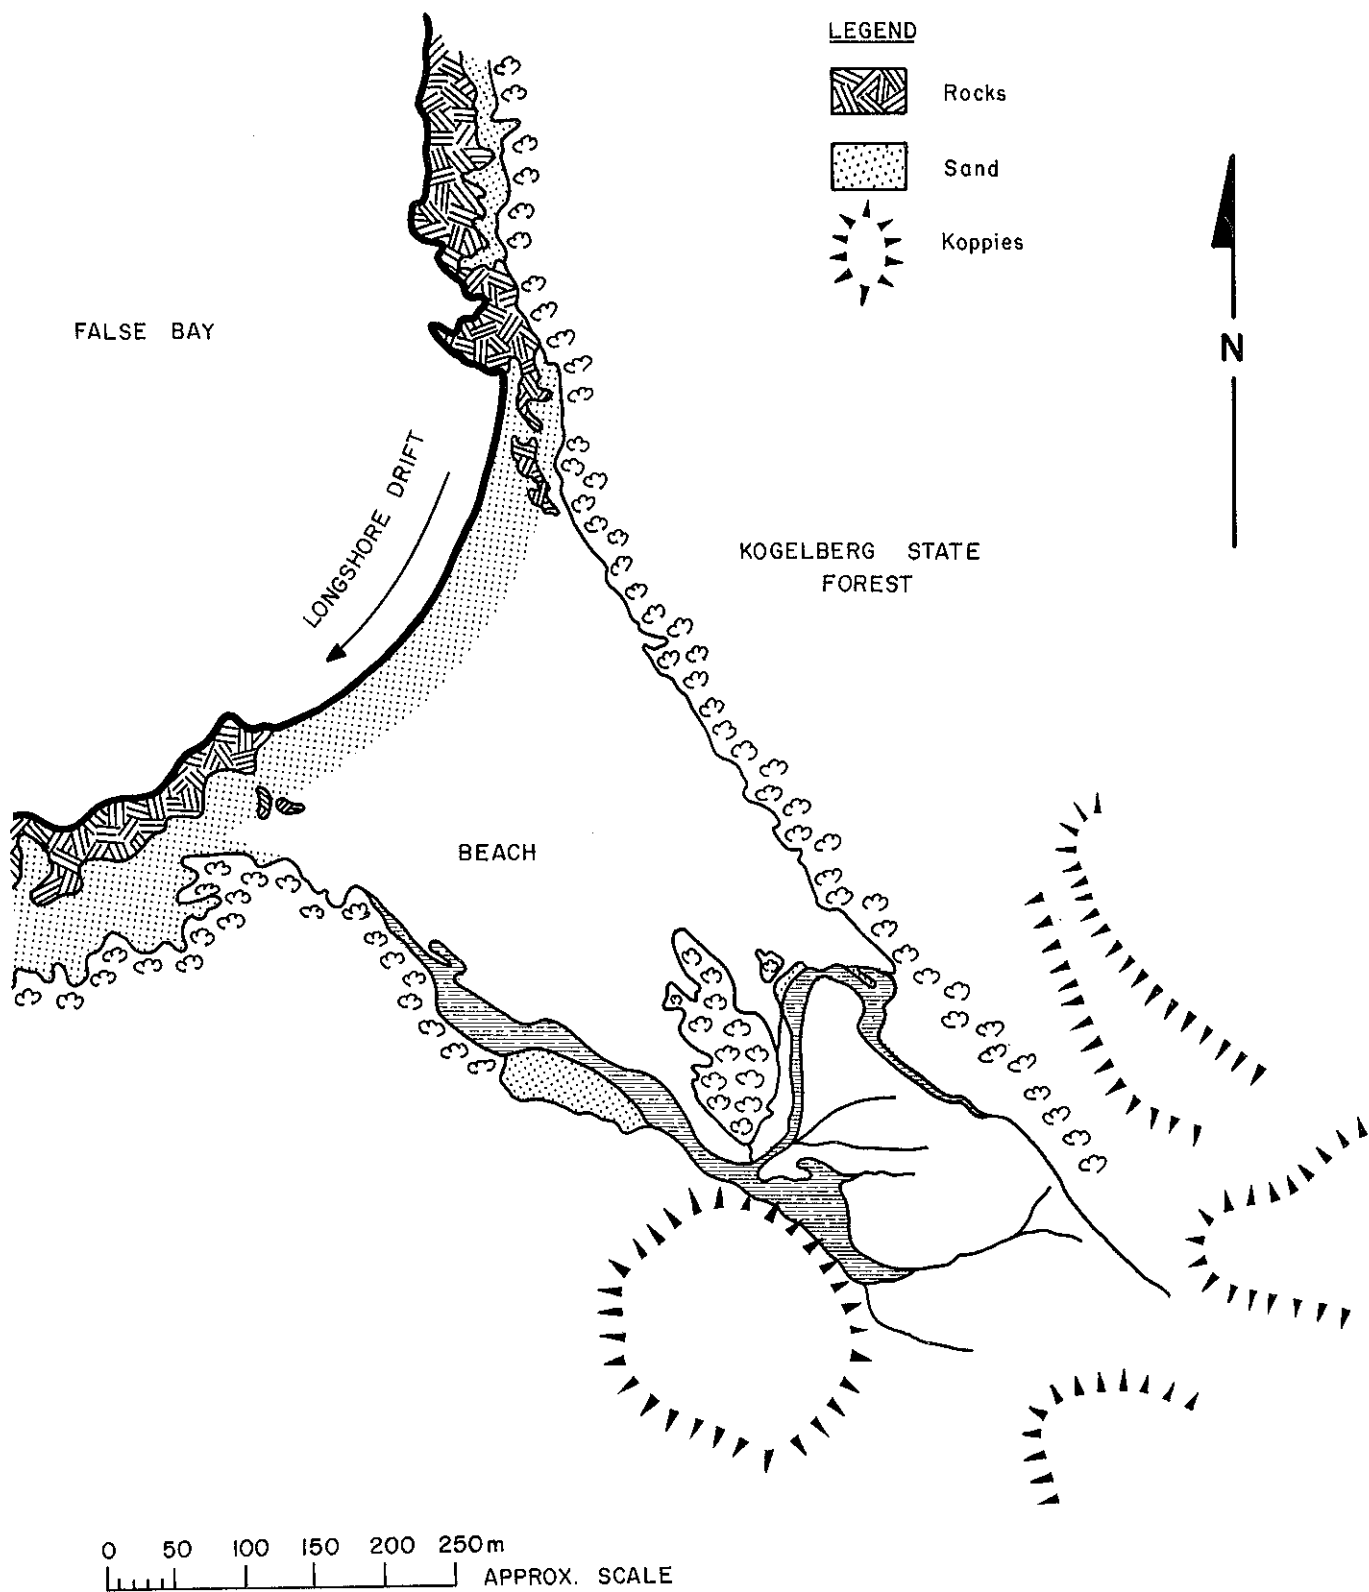 LEGEND
Rocks
Sand
Koppies
N
FALSE BAY
LONGSHORE DRIFT
KOGELBERG STATE
FOREST
BEACH
0 50 100 150 200 250m
APPROX. SCALE